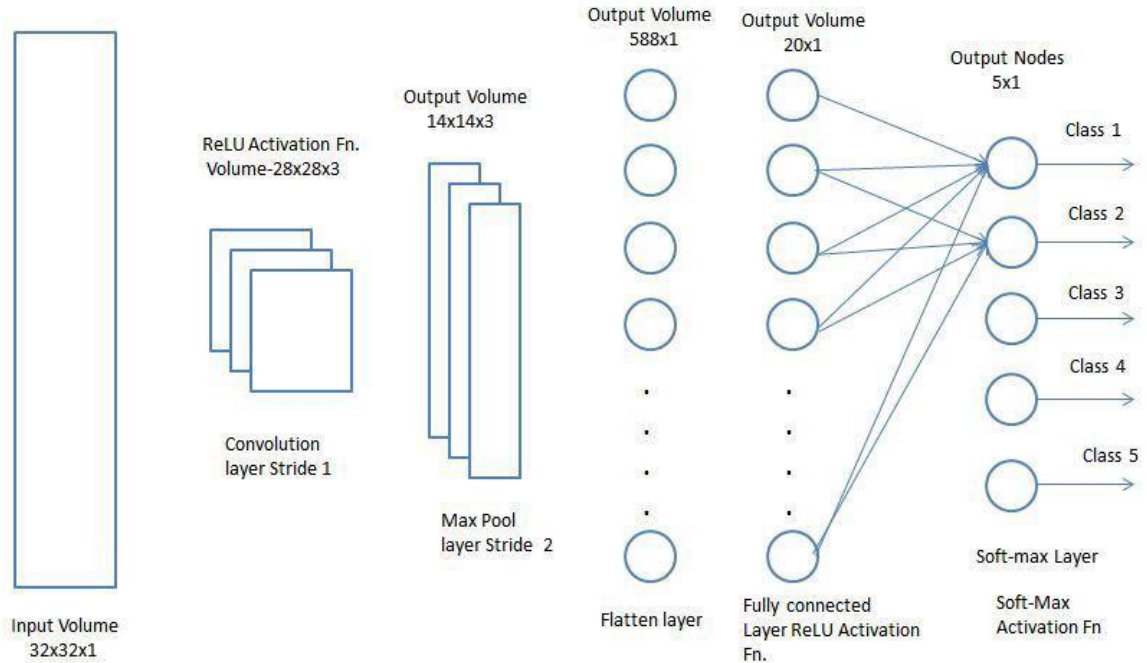 Input Volume
32x32x1
ReLU Activation Fn.
Volume-28x28x3
Convolution
layer Stride 1
Output Volume
14x14x3
Max Pool
layer Stride 2
Output Volume
588x1
Flatten layer
Output Volume
20x1
Fully connected
Layer ReLU Activation
Fn.
Output Nodes
5x1
Class 1
Class 2
Class 3
Class 4
Class 5
Soft-max Layer
Soft-Max
Activation Fn